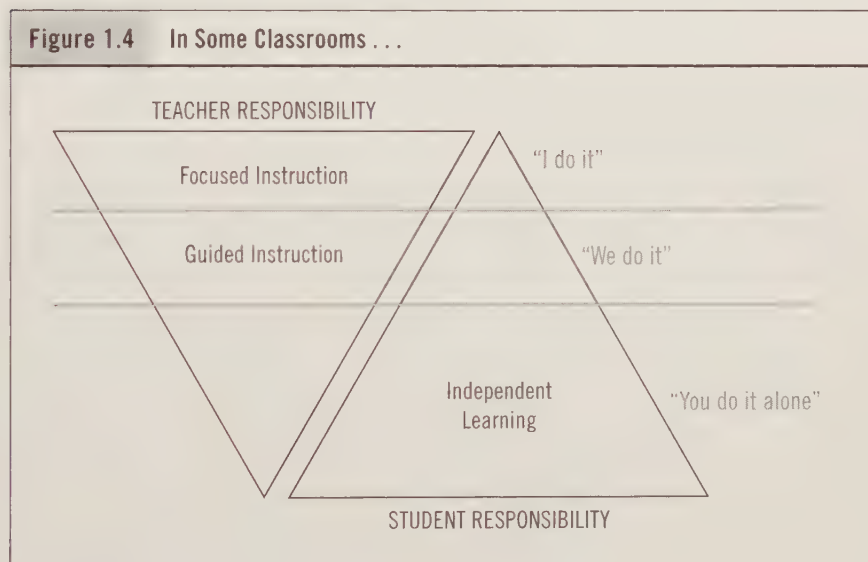 Figure 1.4 In Some Classrooms . . .
TEACHER RESPONSIBILITY
Focused Instruction
"I do it"
Guided Instruction
"We do it"
Independent
Learning
"You do it alone"
STUDENT RESPONSIBILITY